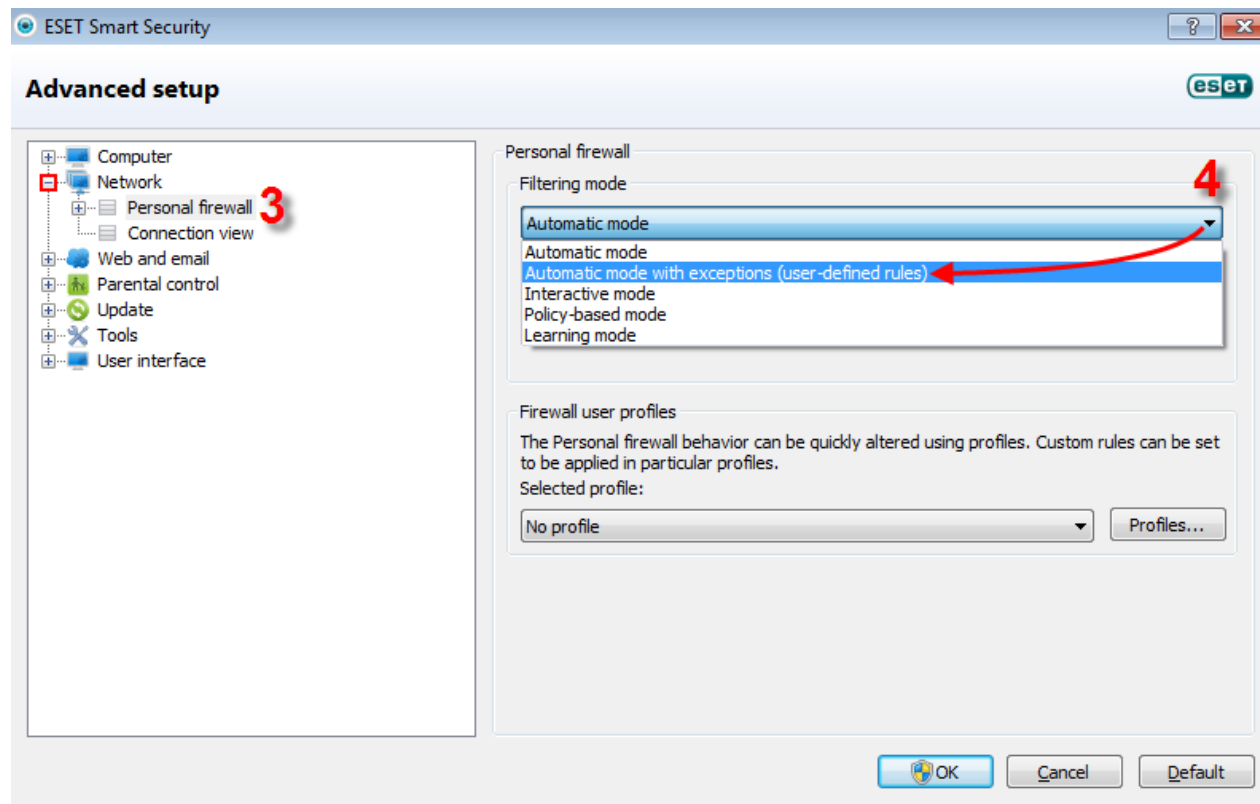 ESET Smart Security
Advanced setup
eset
Computer
Network
Personal firewall 3
Connection view
Web and email
Parental control
Update
Tools
User interface
Personal firewall
Filtering mode
4
Automatic mode
Automatic mode
Automatic mode with exceptions (user-defined rules)
Interactive mode
Policy-based mode
Learning mode
Firewall user profiles
The Personal firewall behavior can be quickly altered using profiles. Custom rules can be set
to be applied in particular profiles.
Selected profile:
No profile
Profiles...
OK
Cancel
Default